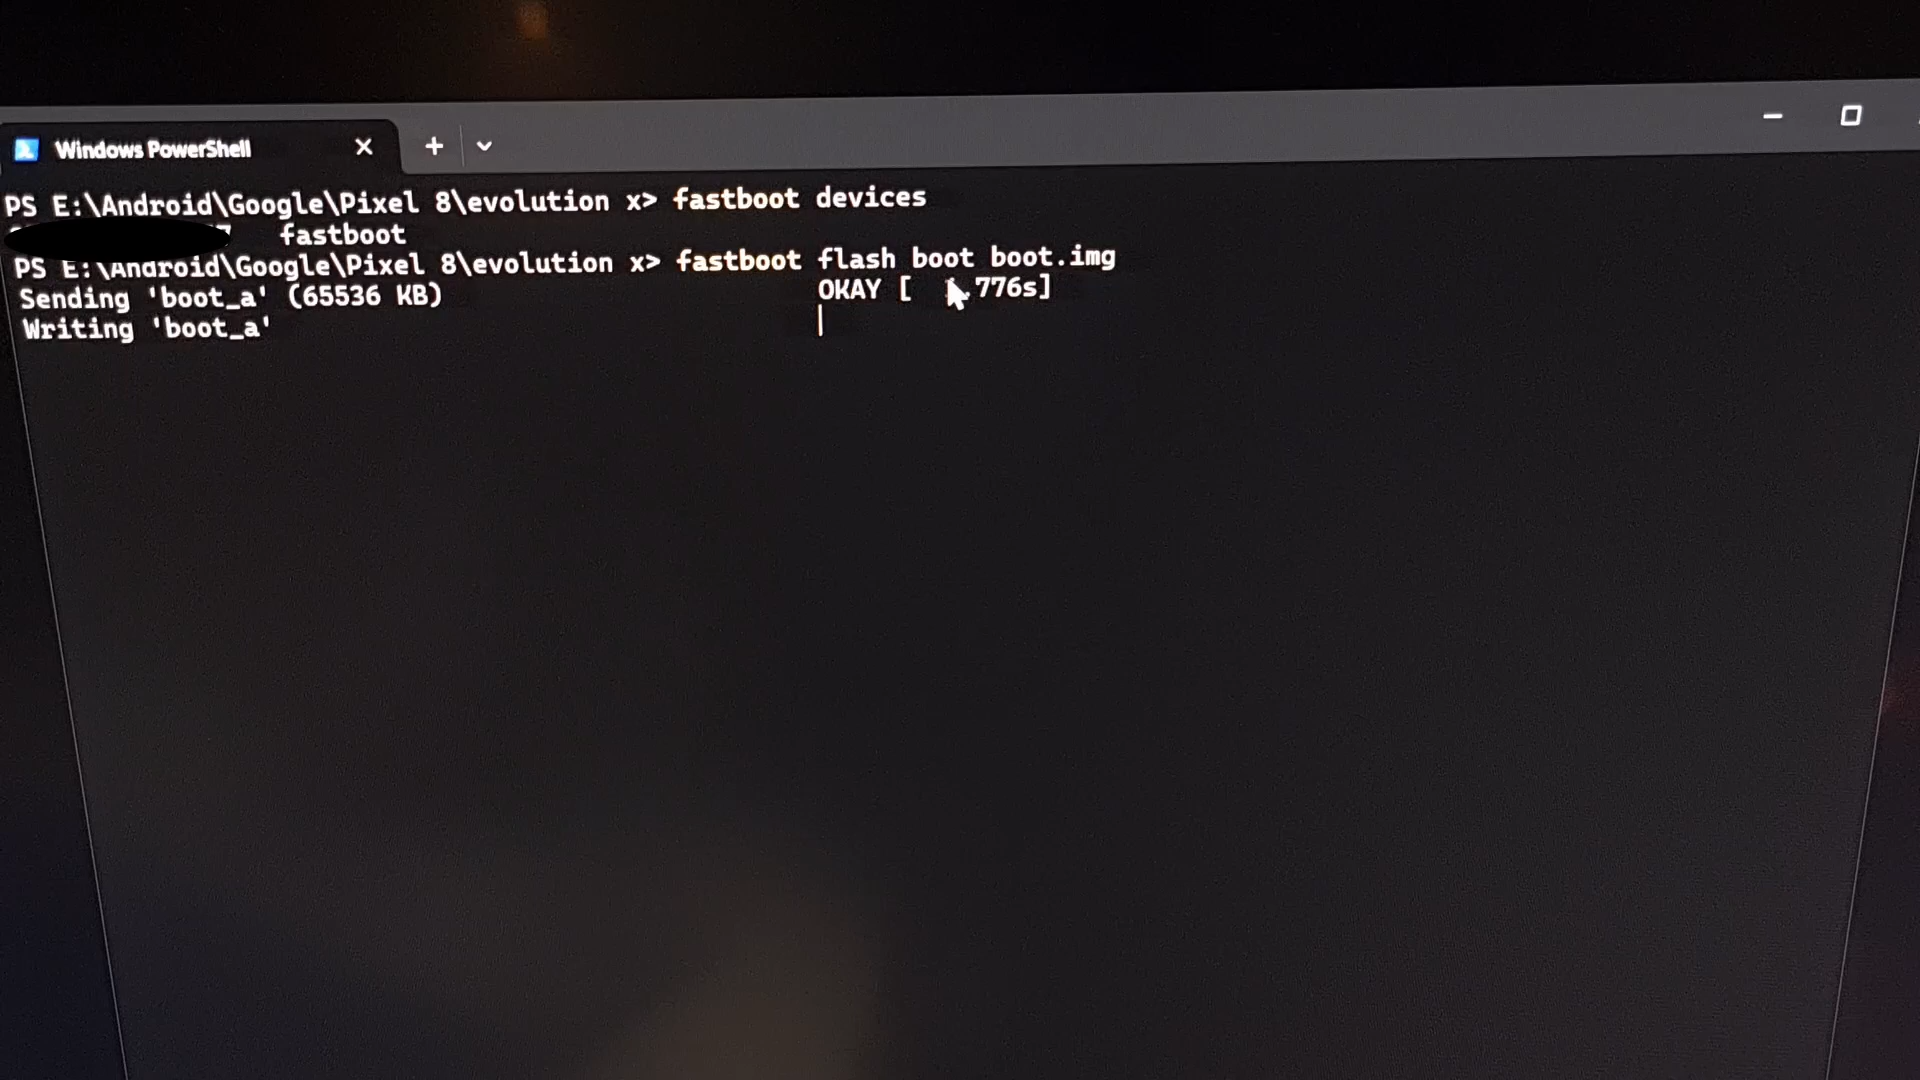 Windows PowerShell
PS E:\Android\Google\Pixel 8\evolution x> fastboot devices
fastboot
PS E:\Android\Google\Pixel 8\evolution x> fastboot flash boot boot.img
Sending 'boot_a' (65536 KB) OKAY [ .776s]
Writing 'boot_a'